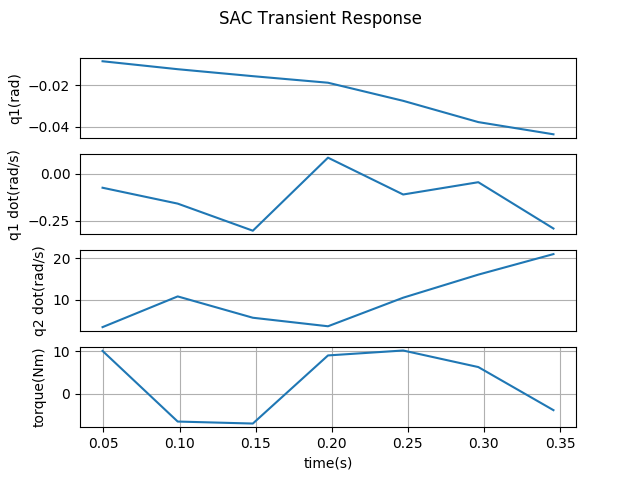 SAC Transient Response
q1(rad)
−0.02
−0.04
q1 dot(rad/s)
0.00
−0.25
q2 dot(rad/s)
20
10
torque(Nm)
10
0
0.05 0.10 0.15 0.20 0.25 0.30 0.35
time(s)